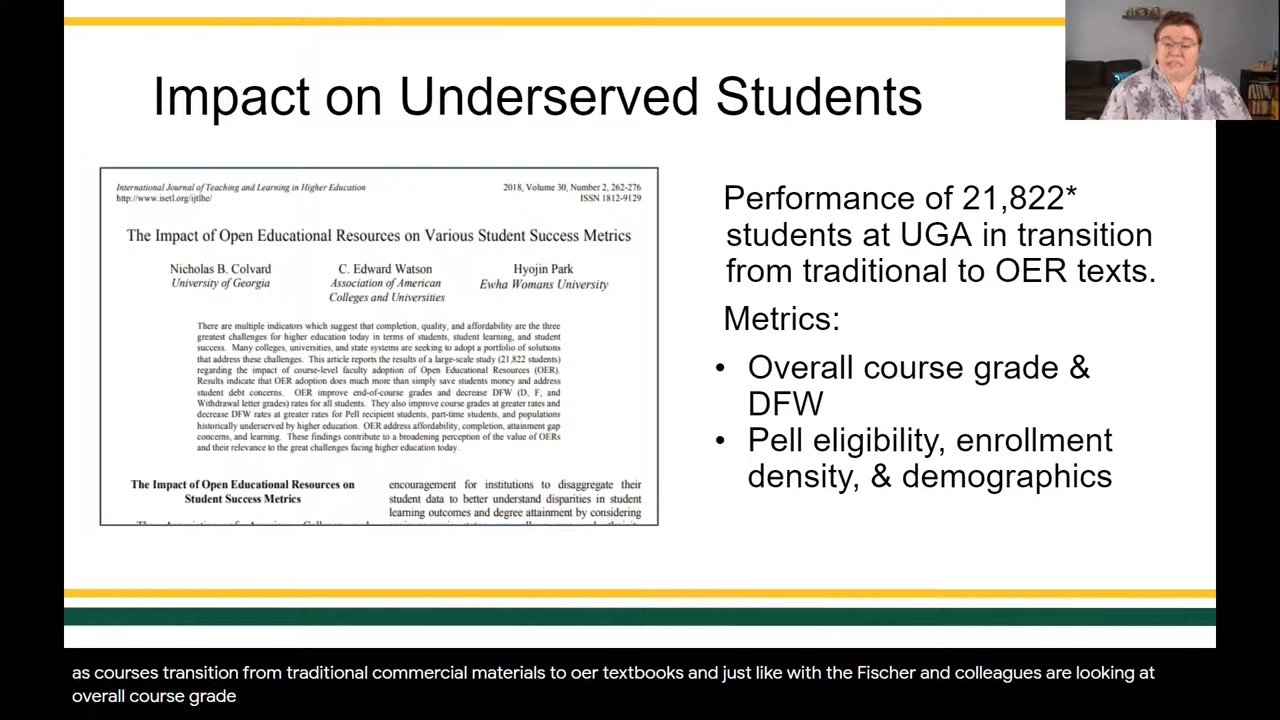 Impact on Underserved Students
International Journal of Teaching and Learning in Higher Education
http://www.isetl.org/ijtlhe/
2018, Volume 30, Number 2, 262-276
ISSN 1812-9129
The Impact of Open Educational Resources on Various Student Success Metrics
Nicholas B. Colvard
University of Georgia
C. Edward Watson
Association of American
Colleges and Universities
Hyojin Park
Ewha Womans University
There are multiple indicators which suggest that completion, quality, and affordability are the three
greatest challenges for higher education today in terms of students, student learning, and student
success. Many colleges, universities, and state systems are seeking to adopt a portfolio of solutions
that address these challenges. This article reports the results of a large-scale study (21,822 students)
regarding the impact of course-level faculty adoption of Open Educational Resources (OER).
Results indicate that OER adoption does much more than simply save students money and address
student debt concerns. OER improve end-of-course grades and decrease DFW (D, F, and
Withdrawal letter grades) rates for all students. They also improve course grades at greater rates and
decrease DFW rates at greater rates for Pell recipient students, part-time students, and populations
historically underserved by higher education. OER address affordability, completion, attainment gap
concerns, and learning. These findings contribute to a broadening perception of the value of OERs
and their relevance to the great challenges facing higher education today.
The Impact of Open Educational Resources on
Student Success Metrics
encouragement for institutions to disaggregate their
student data to better understand disparities in student
learning outcomes and degree attainment by considering
Performance of 21,822*
students at UGA in transition
from traditional to OER texts.
Metrics:
• Overall course grade &
DFW
• Pell eligibility, enrollment
density, & demographics
as courses transition from traditional commercial materials to oer textbooks and just like with the Fischer and colleagues are looking at
overall course grade